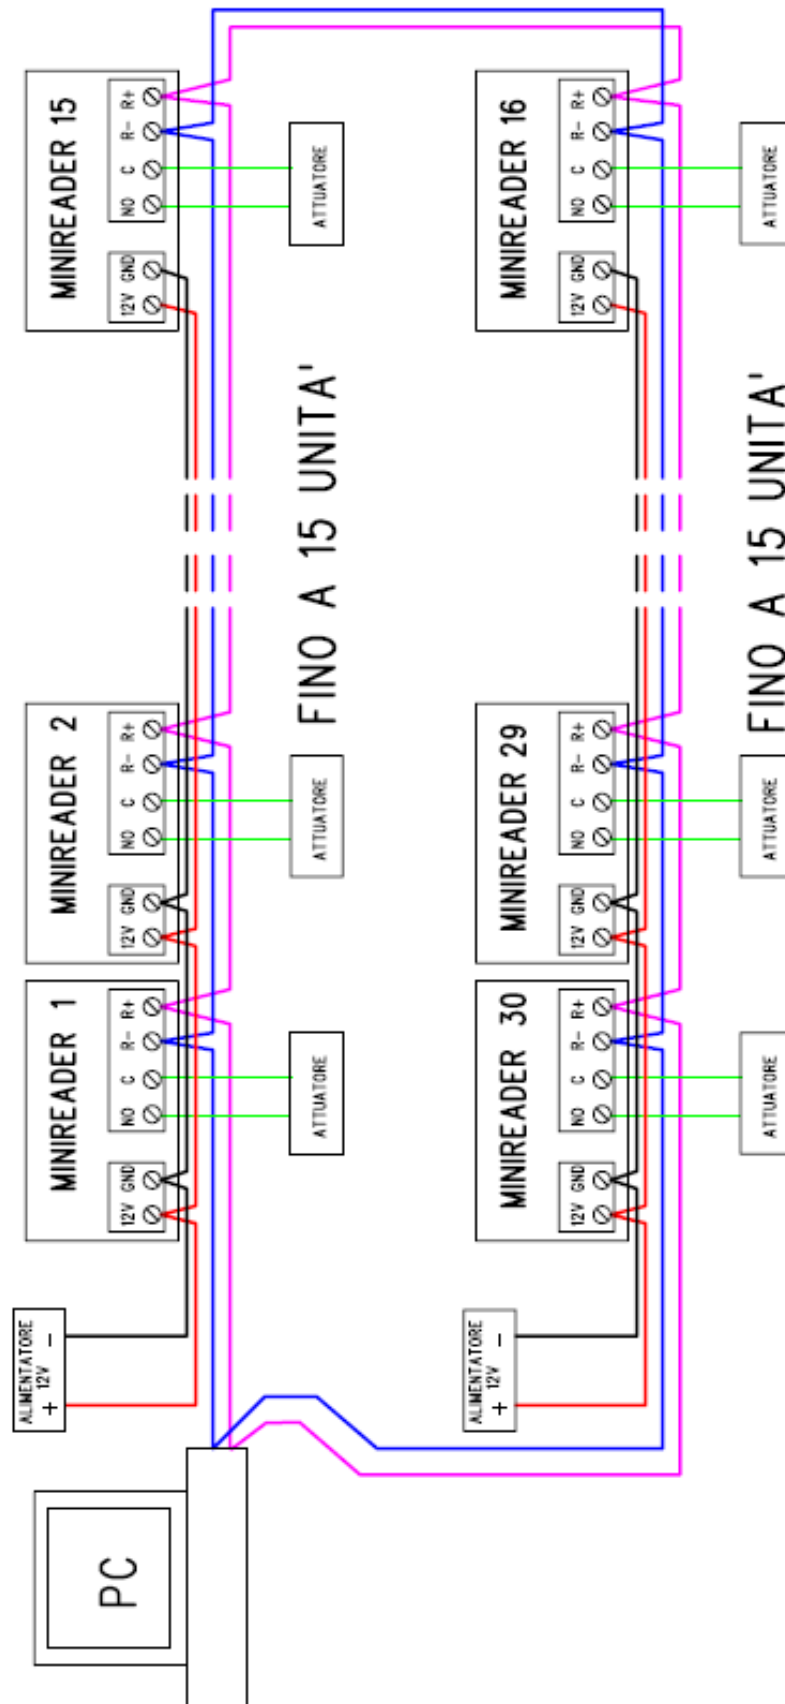 PC
ALIMENTATORE
12V
+ −
MINIREADER 1
12V GND NO C R− R+
ATTUATORE
MINIREADER 2
12V GND NO C R− R+
ATTUATORE
FINO A 15 UNITA'
MINIREADER 15
12V GND NO C R− R+
ATTUATORE
ALIMENTATORE
12V
+ −
MINIREADER 30
12V GND NO C R− R+
ATTUATORE
MINIREADER 29
12V GND NO C R− R+
ATTUATORE
FINO A 15 UNITA'
MINIREADER 16
12V GND NO C R− R+
ATTUATORE